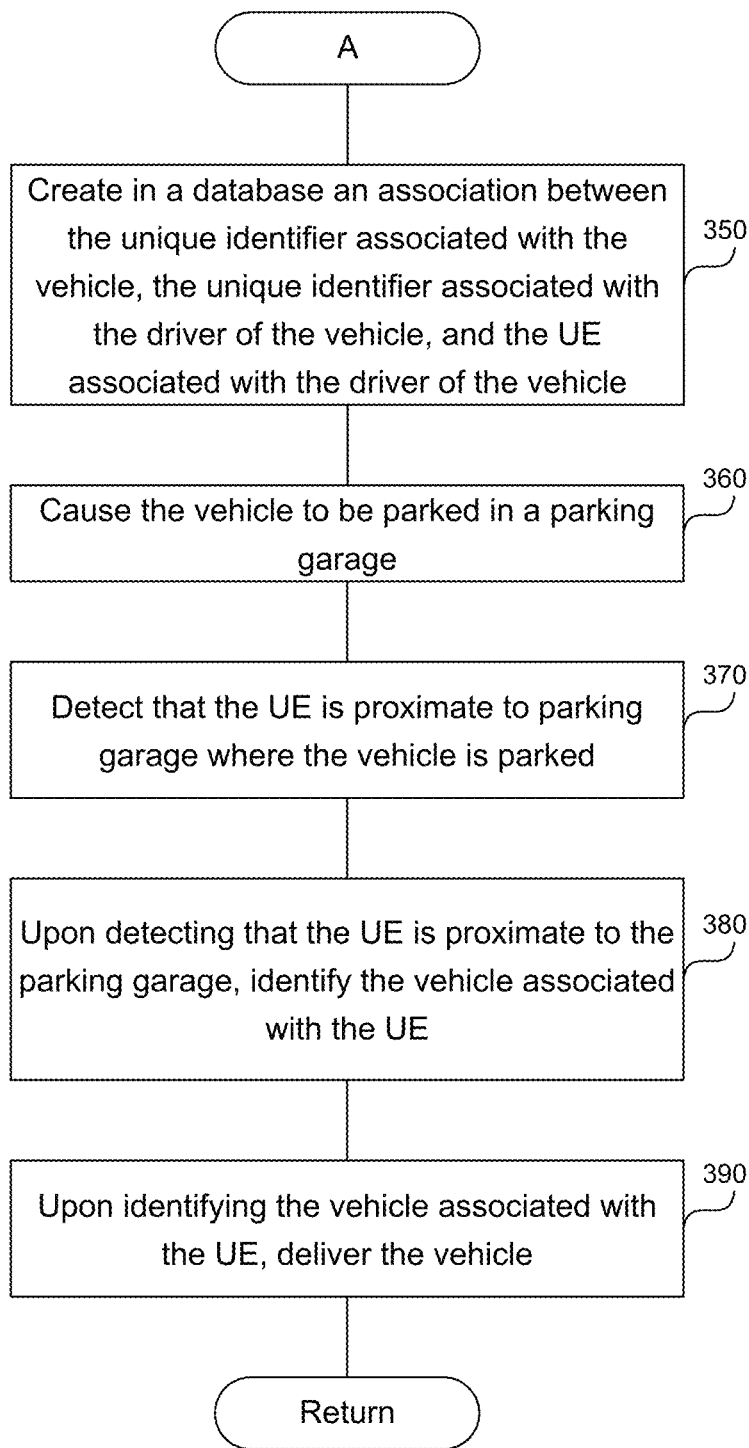 A
Create in a database an association between
the unique identifier associated with the
vehicle, the unique identifier associated with
the driver of the vehicle, and the UE
associated with the driver of the vehicle
350
Cause the vehicle to be parked in a parking
garage
360
Detect that the UE is proximate to parking
garage where the vehicle is parked
370
Upon detecting that the UE is proximate to the
parking garage, identify the vehicle associated
with the UE
380
Upon identifying the vehicle associated with
the UE, deliver the vehicle
390
Return